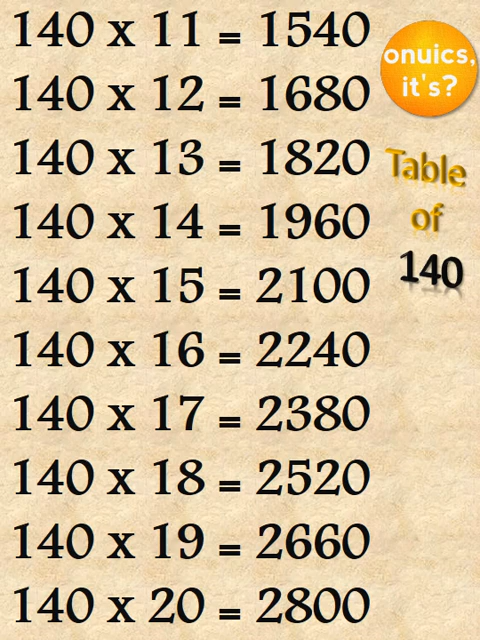 140 x 11 = 1540
140 x 12 = 1680
140 x 13 = 1820
140 x 14 = 1960
140 x 15 = 2100
140 x 16 = 2240
140 x 17 = 2380
140 x 18 = 2520
140 x 19 = 2660
140 x 20 = 2800
onuics,
it's?
Table
of
140